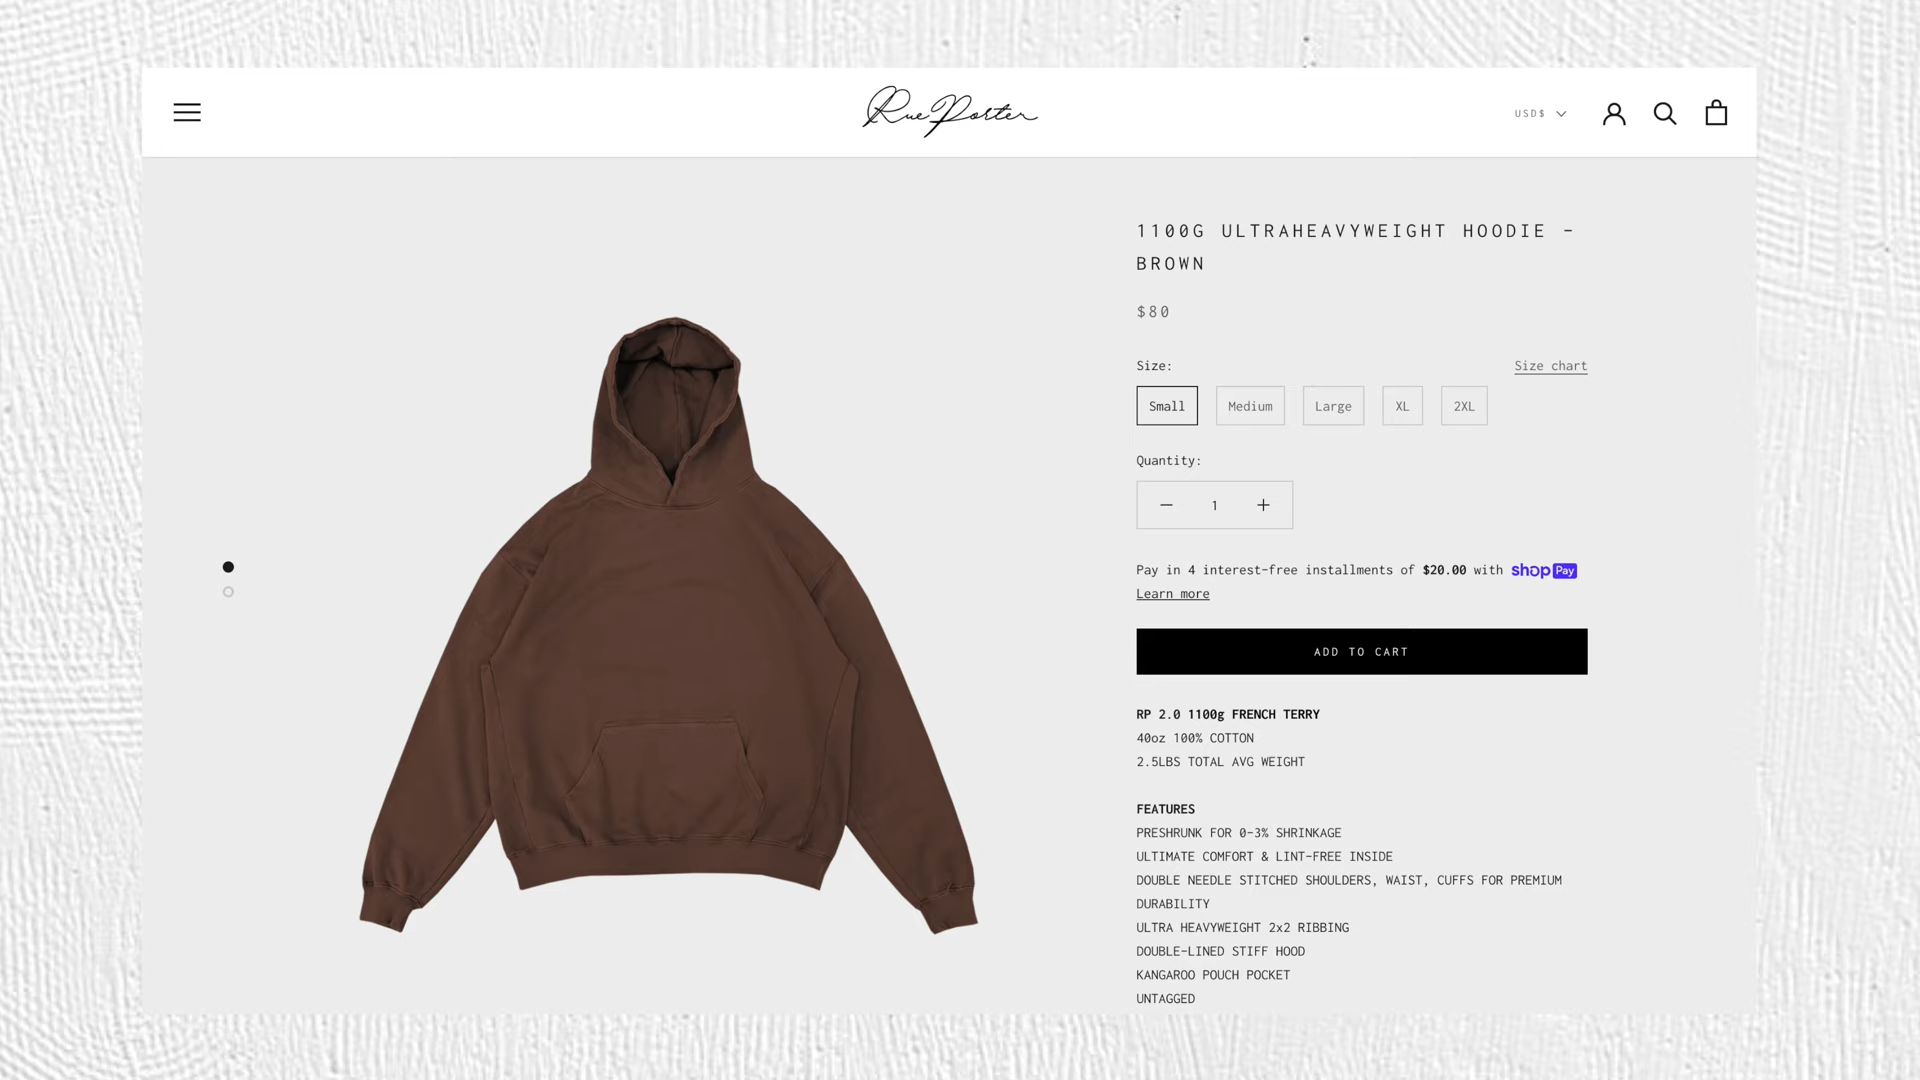 Rue Porter
USD$
1100G ULTRAHEAVYWEIGHT HOODIE -
BROWN
$80
Size:
Size chart
Small Medium Large XL 2XL
Quantity:
1
Pay in 4 interest-free installments of $20.00 with shop Pay
Learn more
ADD TO CART
RP 2.0 1100g FRENCH TERRY
40oz 100% COTTON
2.5LBS TOTAL AVG WEIGHT
FEATURES
PRESHRUNK FOR 0-3% SHRINKAGE
ULTIMATE COMFORT & LINT-FREE INSIDE
DOUBLE NEEDLE STITCHED SHOULDERS, WAIST, CUFFS FOR PREMIUM
DURABILITY
ULTRA HEAVYWEIGHT 2x2 RIBBING
DOUBLE-LINED STIFF HOOD
KANGAROO POUCH POCKET
UNTAGGED